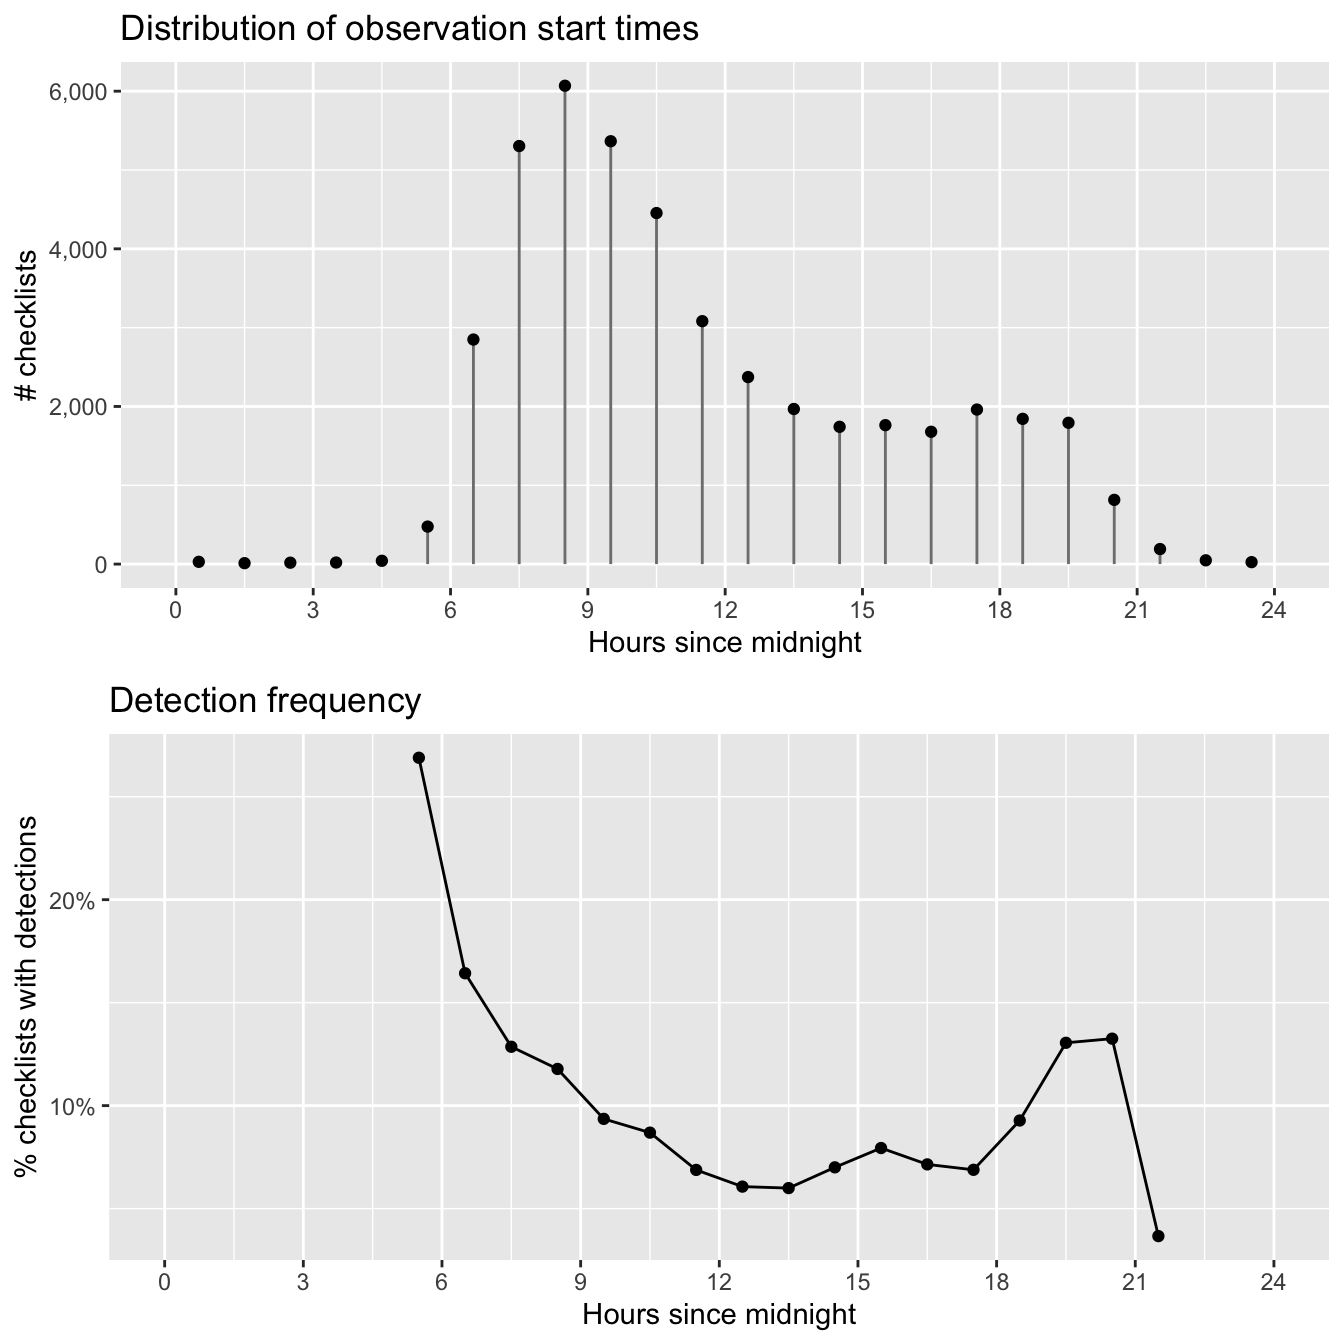 Distribution of observation start times
6,000
4,000
2,000
0
# checklists
0 3 6 9 12 15 18 21 24
Hours since midnight
Detection frequency
20%
10%
% checklists with detections
0 3 6 9 12 15 18 21 24
Hours since midnight